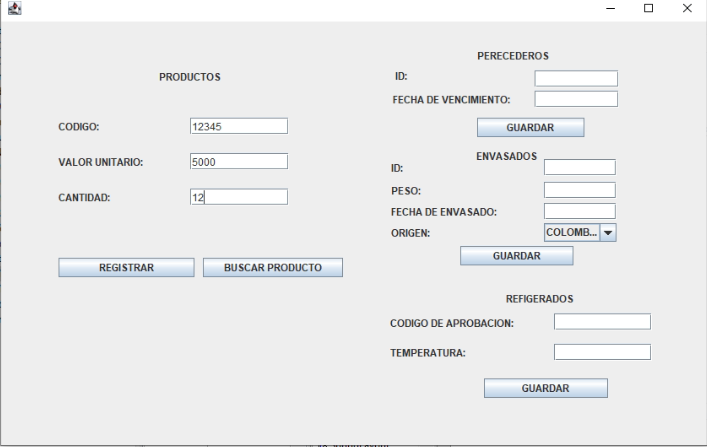 PRODUCTOS
CODIGO: 12345
VALOR UNITARIO: 5000
CANTIDAD: 12
REGISTRAR BUSCAR PRODUCTO
PERECEDEROS
ID:
FECHA DE VENCIMIENTO:
GUARDAR
ENVASADOS
ID:
PESO:
FECHA DE ENVASADO:
ORIGEN: COLOMB...
GUARDAR
REFIGERADOS
CODIGO DE APROBACION:
TEMPERATURA:
GUARDAR